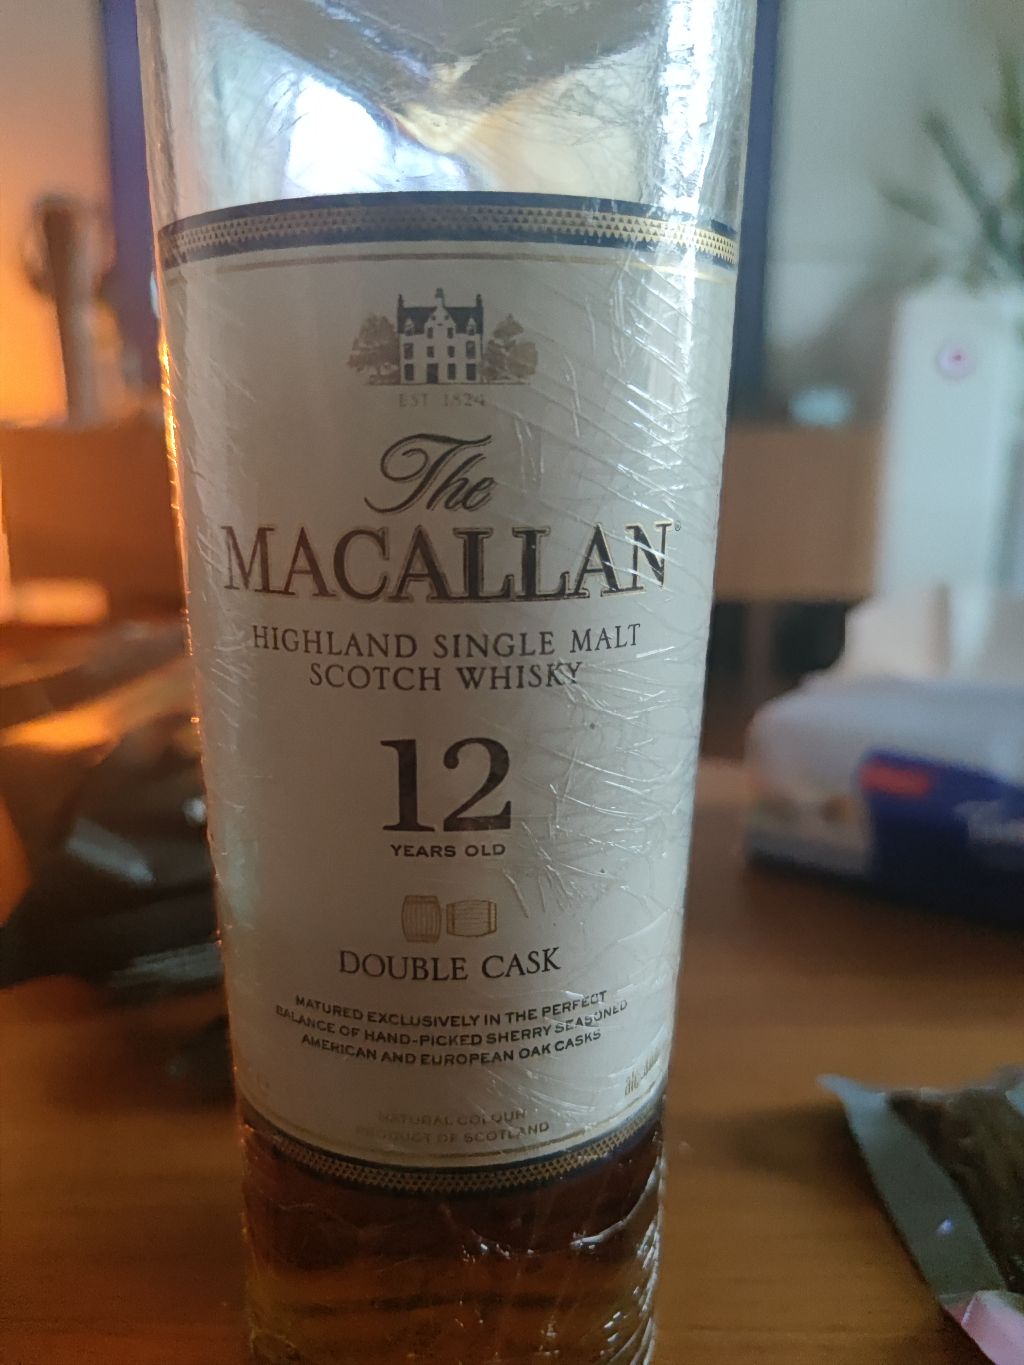 EST 1824
The
MACALLAN
HIGHLAND SINGLE MALT
SCOTCH WHISKY
12
YEARS OLD
DOUBLE CASK
MATURED EXCLUSIVELY IN THE PERFECT
BALANCE OF HAND-PICKED SHERRY SEASONED
AMERICAN AND EUROPEAN OAK CASKS
NATURAL COLOUR
PRODUCT OF SCOTLAND